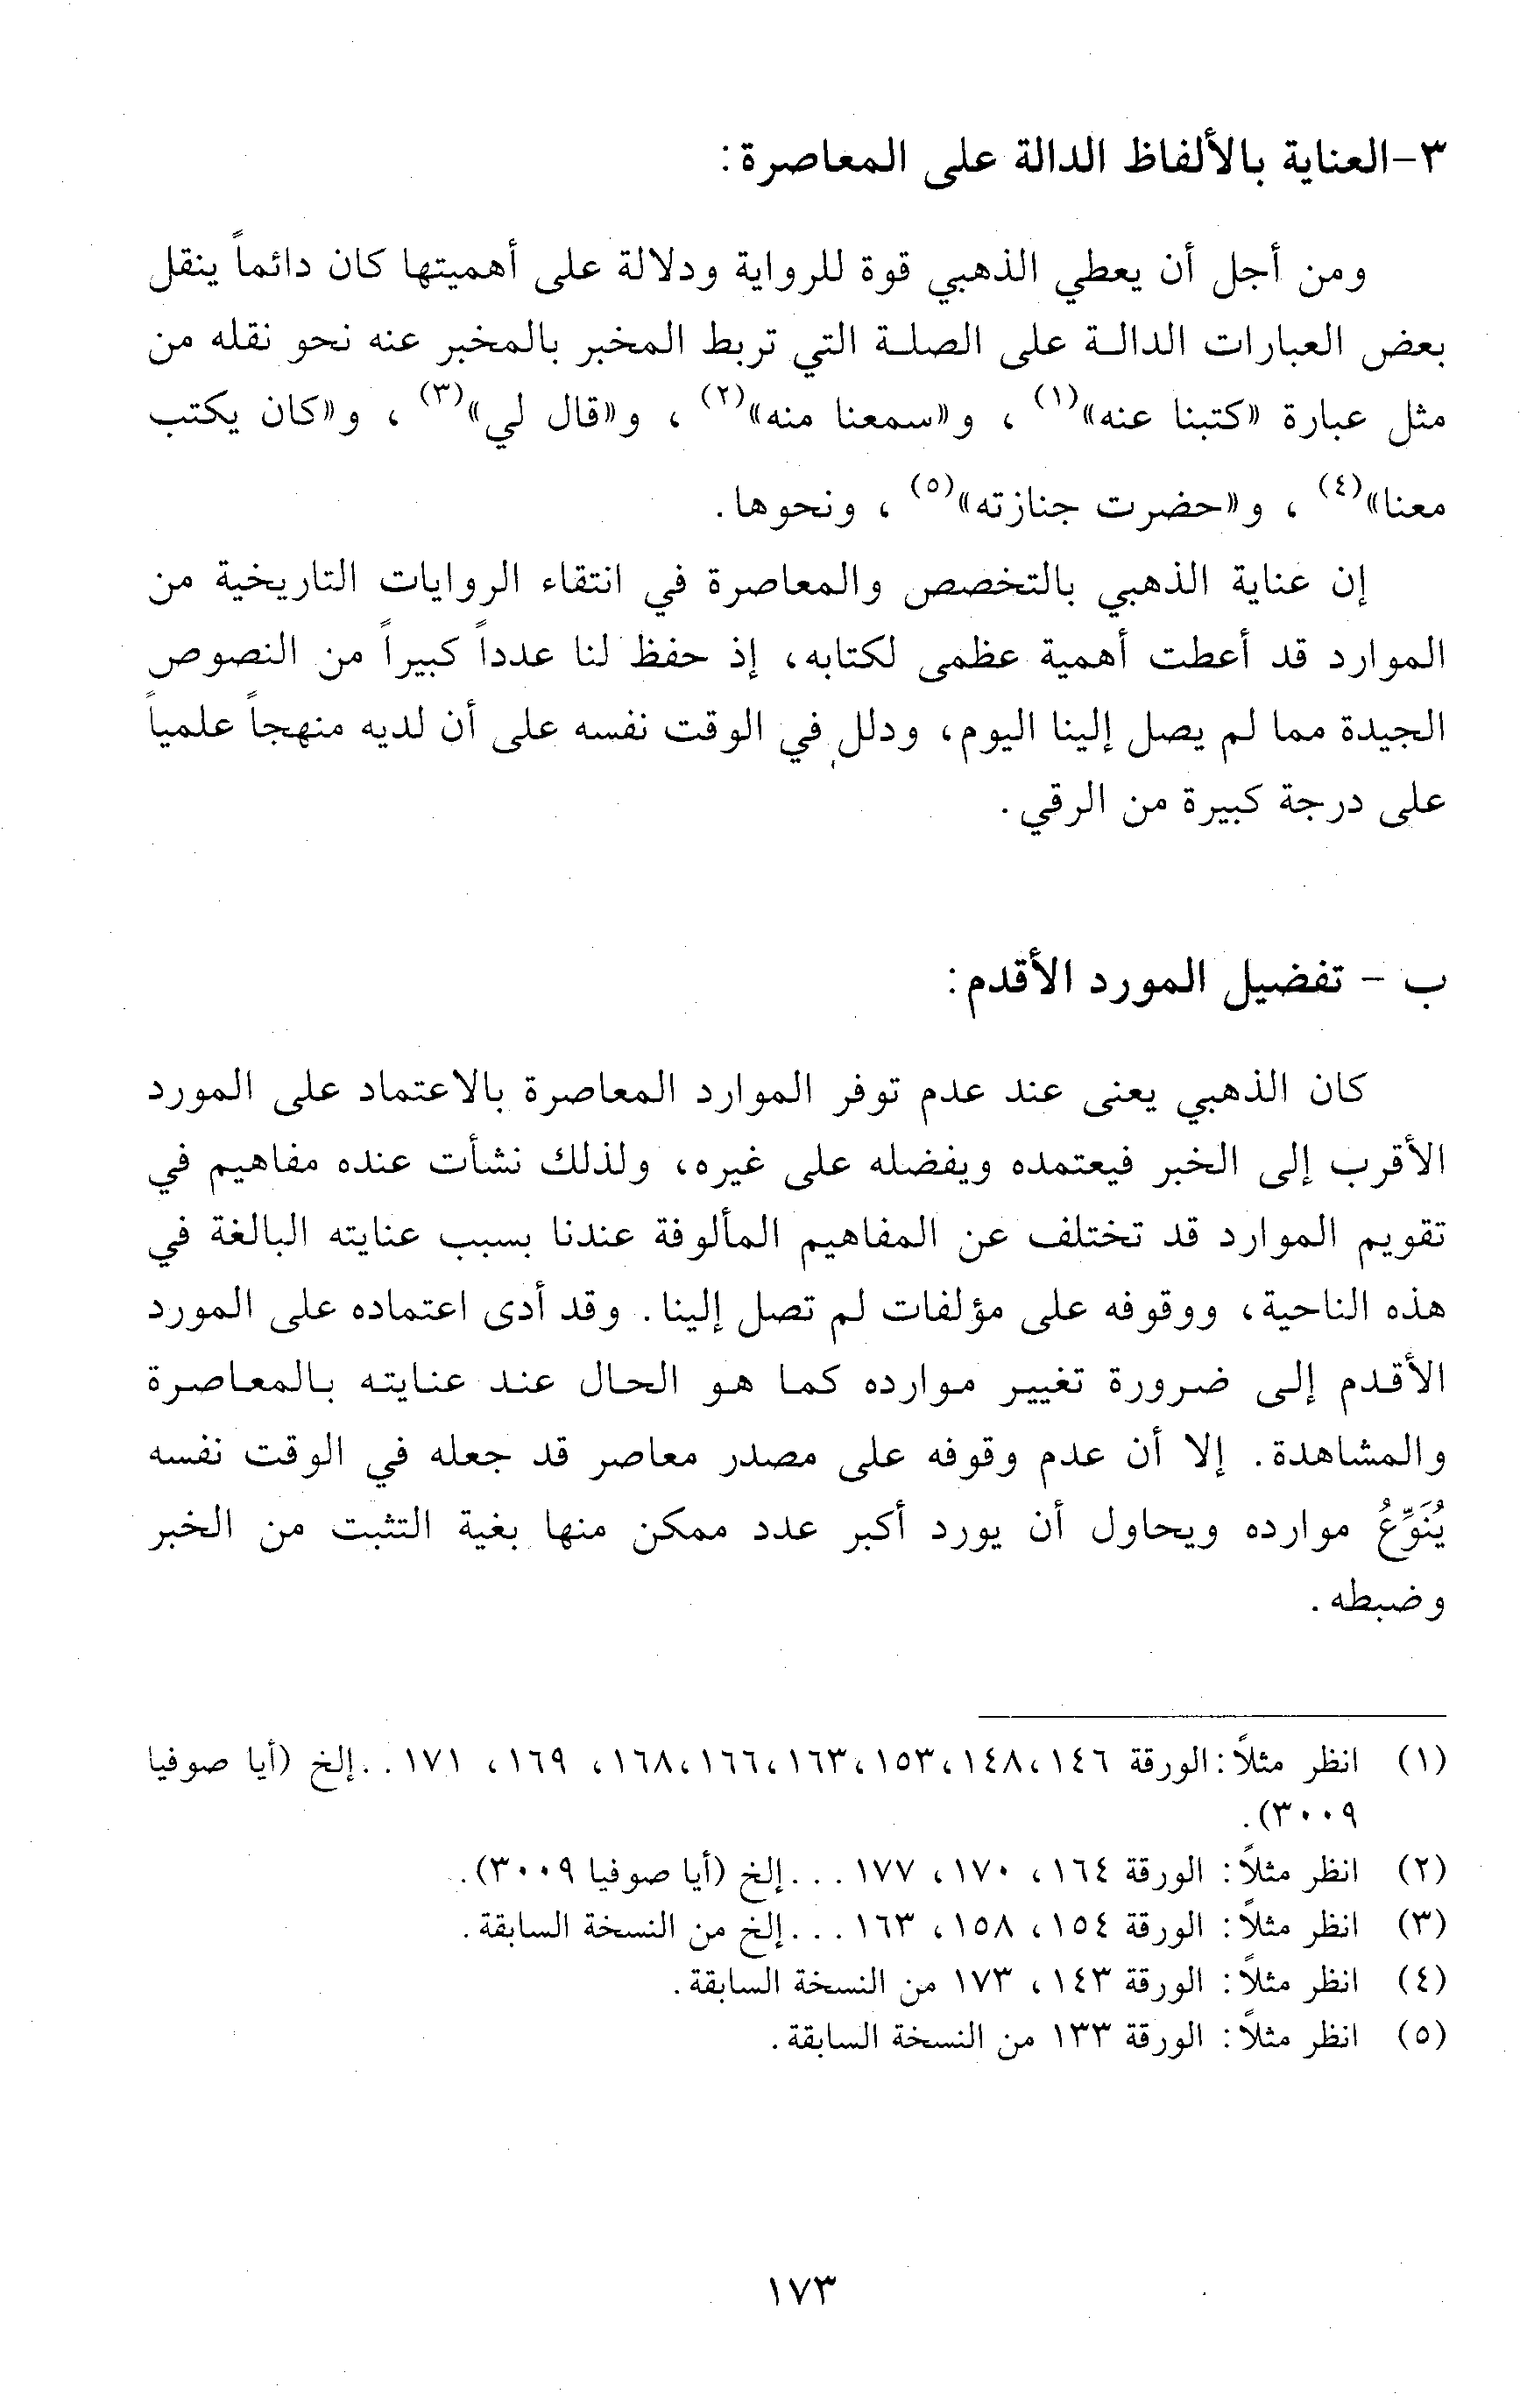 ٣-العناية بالألفاظ الدالة على المعاصرة:
ومن أجل أن يعطي الذهبي قوة للرواية ودلالة على أهميتها كان دائماً ينقل
بعض العبارات الدالـة على الصلـة التي تربط المخبر بالمخبر عنه نحو نقله من
مثل عبارة «كتبنا عنه»(١) ، و«سمعنا منه»(٢) ، و«قال لي»(٣) ، و«كان يكتب
معنا»(٤) ، و«حضرت جنازته»(٥) ، ونحوها.
إن عناية الذهبي بالتخصص والمعاصرة في انتقاء الروايات التاريخية من
الموارد قد أعطت أهمية عظمى لكتابه، إذ حفظ لنا عدداً كبيراً من النصوص
الجيدة مما لم يصل إلينا اليوم، ودلل في الوقت نفسه على أن لديه منهجاً علمياً
على درجة كبيرة من الرقي.
ب - تفضيل المورد الأقدم:
كان الذهبي يعنى عند عدم توفر الموارد المعاصرة بالاعتماد على المورد
الأقرب إلى الخبر فيعتمده ويفضله على غيره، ولذلك نشأت عنده مفاهيم في
تقويم الموارد قد تختلف عن المفاهيم المألوفة عندنا بسبب عنايته البالغة في
هذه الناحية، ووقوفه على مؤلفات لم تصل إلينا. وقد أدى اعتماده على المورد
الأقدم إلى ضرورة تغيير موارده كما هو الحال عند عنايته بالمعاصرة
والمشاهدة. إلا أن عدم وقوفه على مصدر معاصر قد جعله في الوقت نفسه
يُنَوِّعُ موارده ويحاول أن يورد أكبر عدد ممكن منها بغية التثبت من الخبر
وضبطه.
(١) انظر مثلاً: الورقة ١٤٦، ١٤٨، ١٥٣، ١٦٣، ١٦٦، ١٦٨، ١٦٩، ١٧١ ..إلخ (أيا صوفيا
٣٠٠٩).
(٢) انظر مثلاً: الورقة ١٦٤، ١٧٠، ١٧٧ ...إلخ (أيا صوفيا ٣٠٠٩).
(٣) انظر مثلاً: الورقة ١٥٤، ١٥٨، ١٦٣ ...إلخ من النسخة السابقة.
(٤) انظر مثلاً: الورقة ١٤٣، ١٧٣ من النسخة السابقة.
(٥) انظر مثلاً: الورقة ١٣٣ من النسخة السابقة.
١٧٣